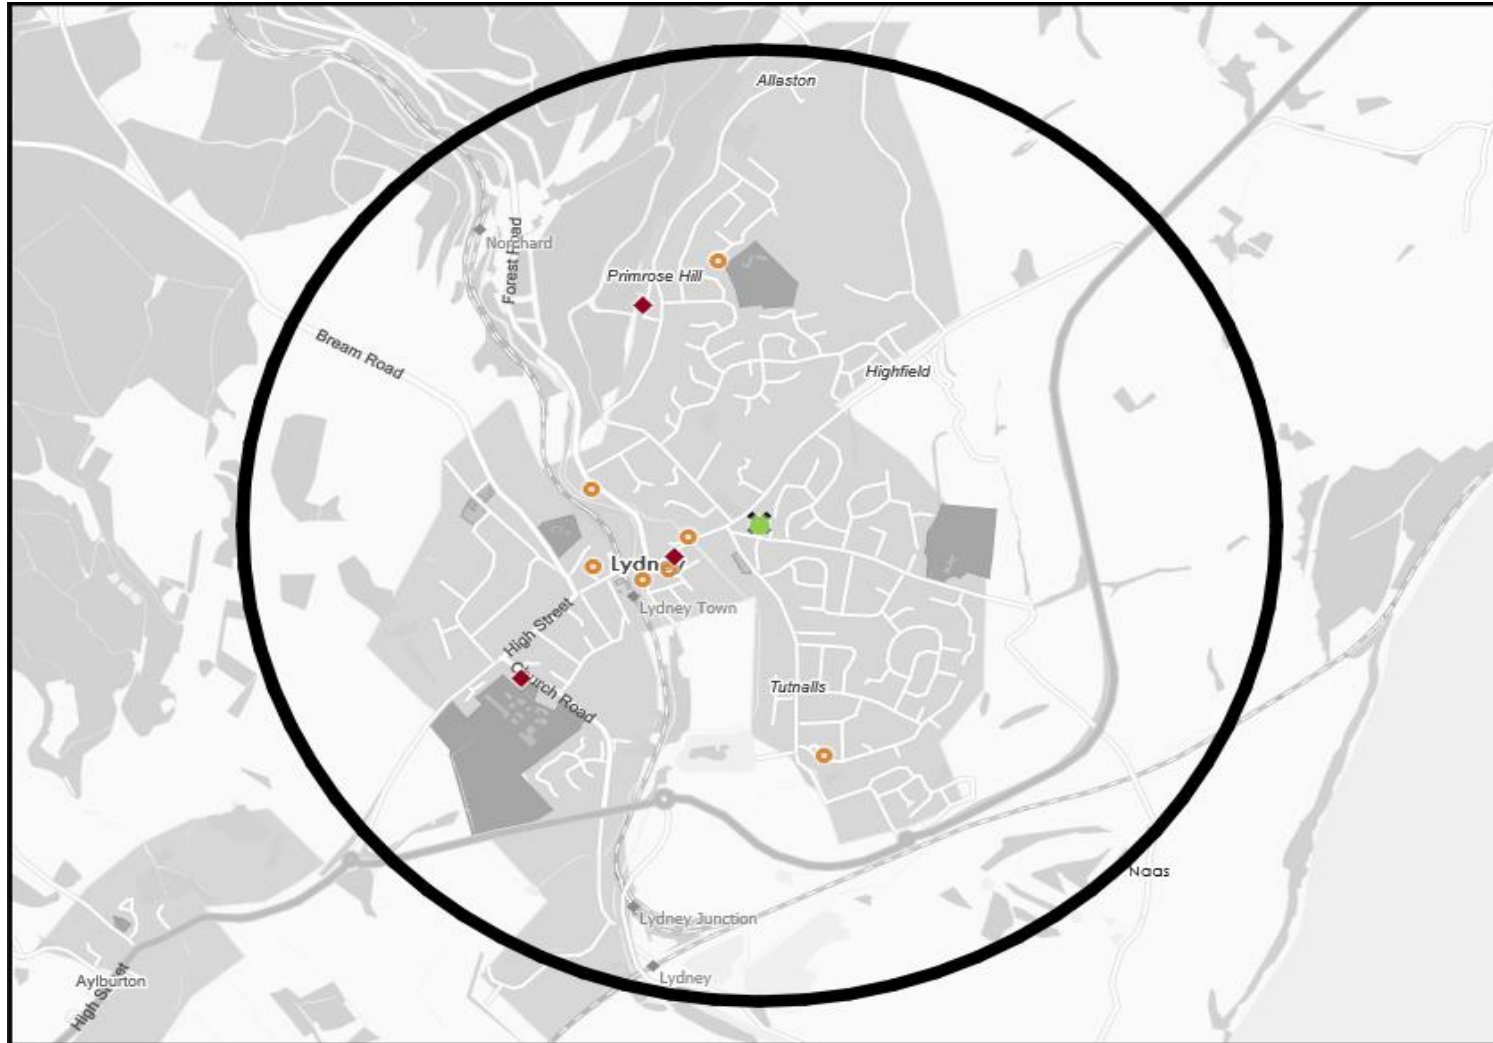 Allaston
Norchard
Forest Road
Primrose Hill
Bream Road
Highfield
Lydney
Lydney Town
High Street
Church Road
Tutnalls
Naas
Lydney Junction
Lydney
Aylburton
High Street